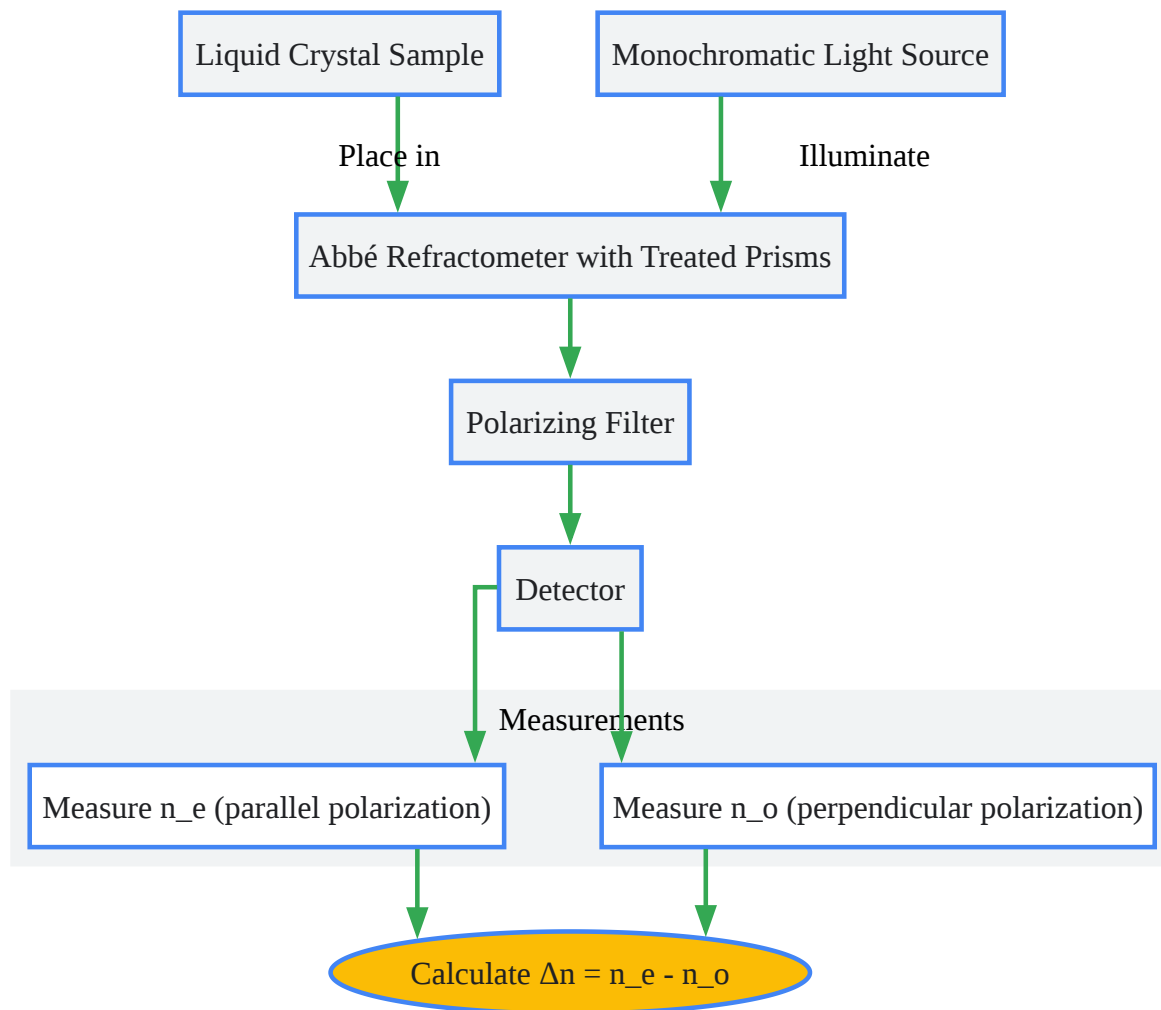 Liquid Crystal Sample
Monochromatic Light Source
Place in
Illuminate
Abbé Refractometer with Treated Prisms
Polarizing Filter
Detector
Measurements
Measure n_e (parallel polarization)
Measure n_o (perpendicular polarization)
Calculate Δn = n_e - n_o